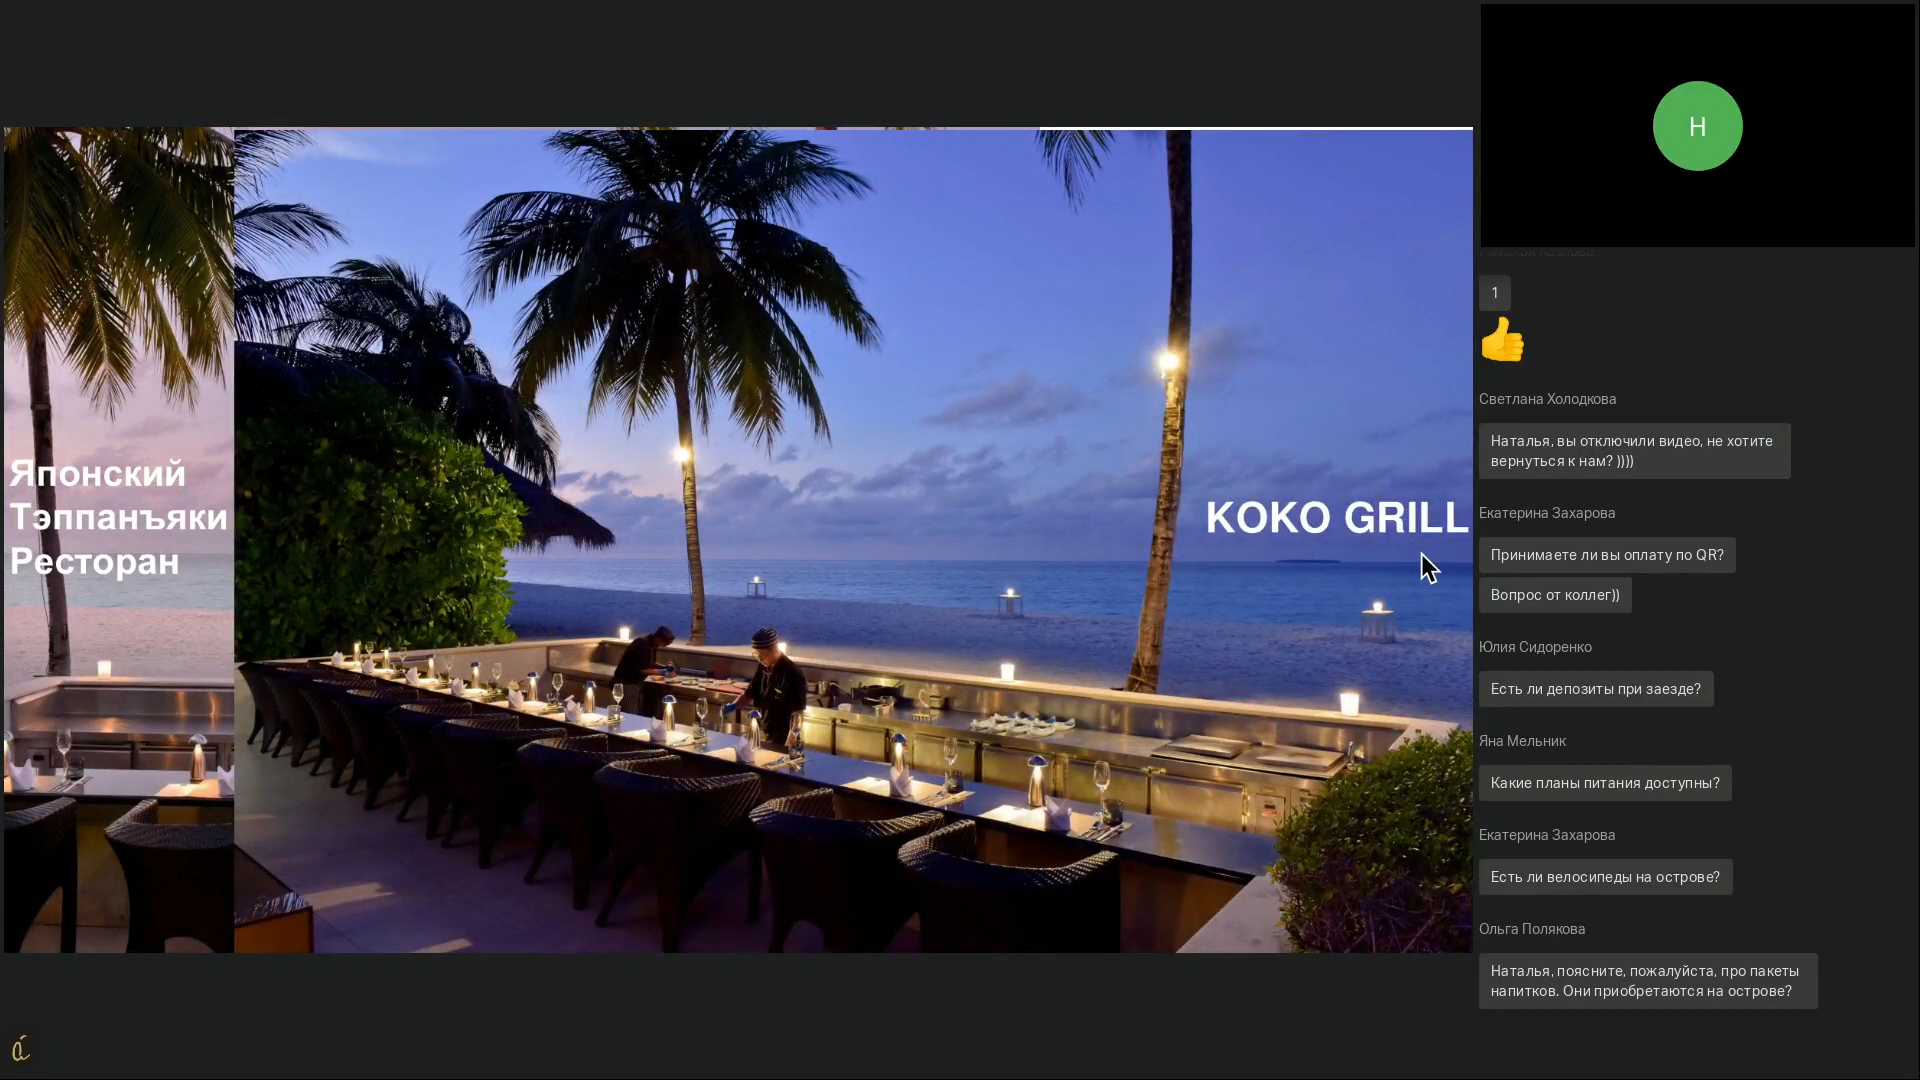 Японский
Тэппанъяки
Ресторан
KOKO GRILL
á
H
1
Светлана Холодкова
Наталья, вы отключили видео, не хотите
вернуться к нам? ))))
Екатерина Захарова
Принимаете ли вы оплату по QR?
Вопрос от коллег))
Юлия Сидоренко
Есть ли депозиты при заезде?
Яна Мельник
Какие планы питания доступны?
Екатерина Захарова
Есть ли велосипеды на острове?
Ольга Полякова
Наталья, поясните, пожалуйста, про пакеты
напитков. Они приобретаются на острове?